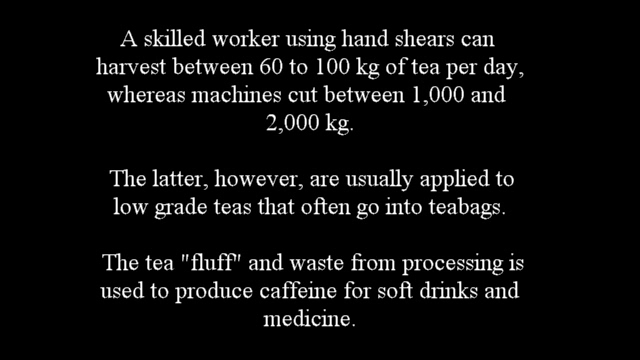 A skilled worker using hand shears can
harvest between 60 to 100 kg of tea per day,
whereas machines cut between 1,000 and
2,000 kg.
The latter, however, are usually applied to
low grade teas that often go into teabags.
The tea "fluff" and waste from processing is
used to produce caffeine for soft drinks and
medicine.